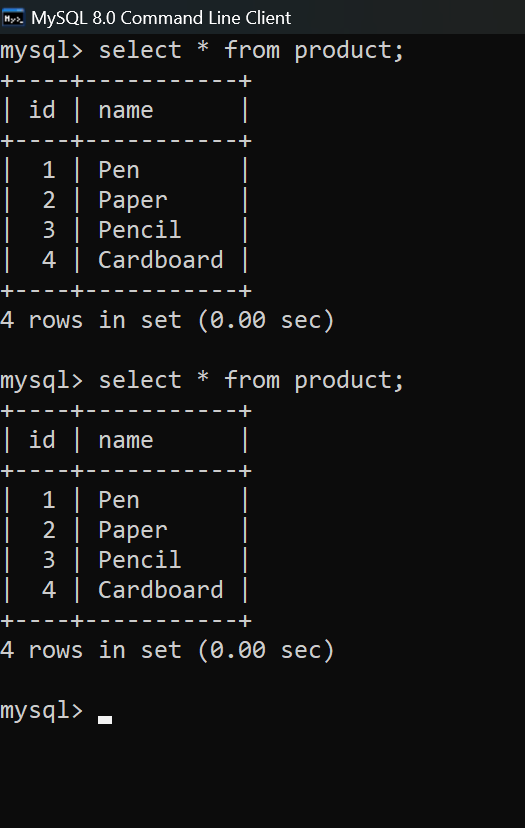 MySQL 8.0 Command Line Client
mysql> select * from product;
+----+-----------+
| id | name      |
+----+-----------+
|  1 | Pen       |
|  2 | Paper     |
|  3 | Pencil    |
|  4 | Cardboard |
+----+-----------+
4 rows in set (0.00 sec)

mysql> select * from product;
+----+-----------+
| id | name      |
+----+-----------+
|  1 | Pen       |
|  2 | Paper     |
|  3 | Pencil    |
|  4 | Cardboard |
+----+-----------+
4 rows in set (0.00 sec)

mysql>